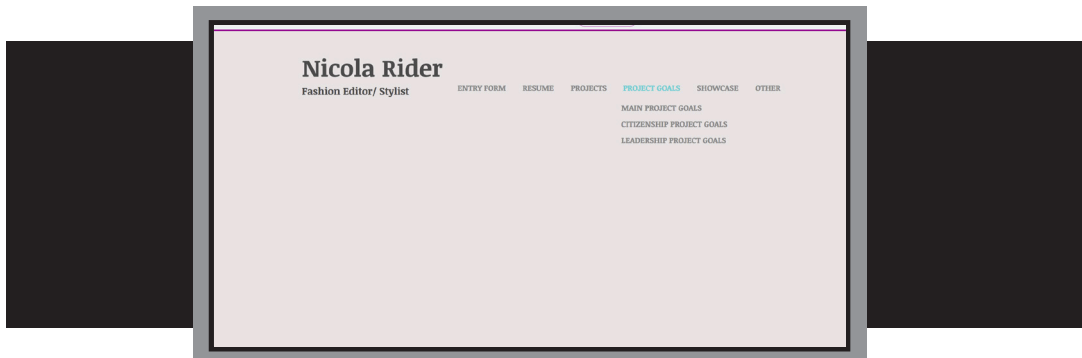 Nicola Rider
Fashion Editor/ Stylist
ENTRY FORM RESUME PROJECTS PROJECT GOALS SHOWCASE OTHER
MAIN PROJECT GOALS
CITIZENSHIP PROJECT GOALS
LEADERSHIP PROJECT GOALS